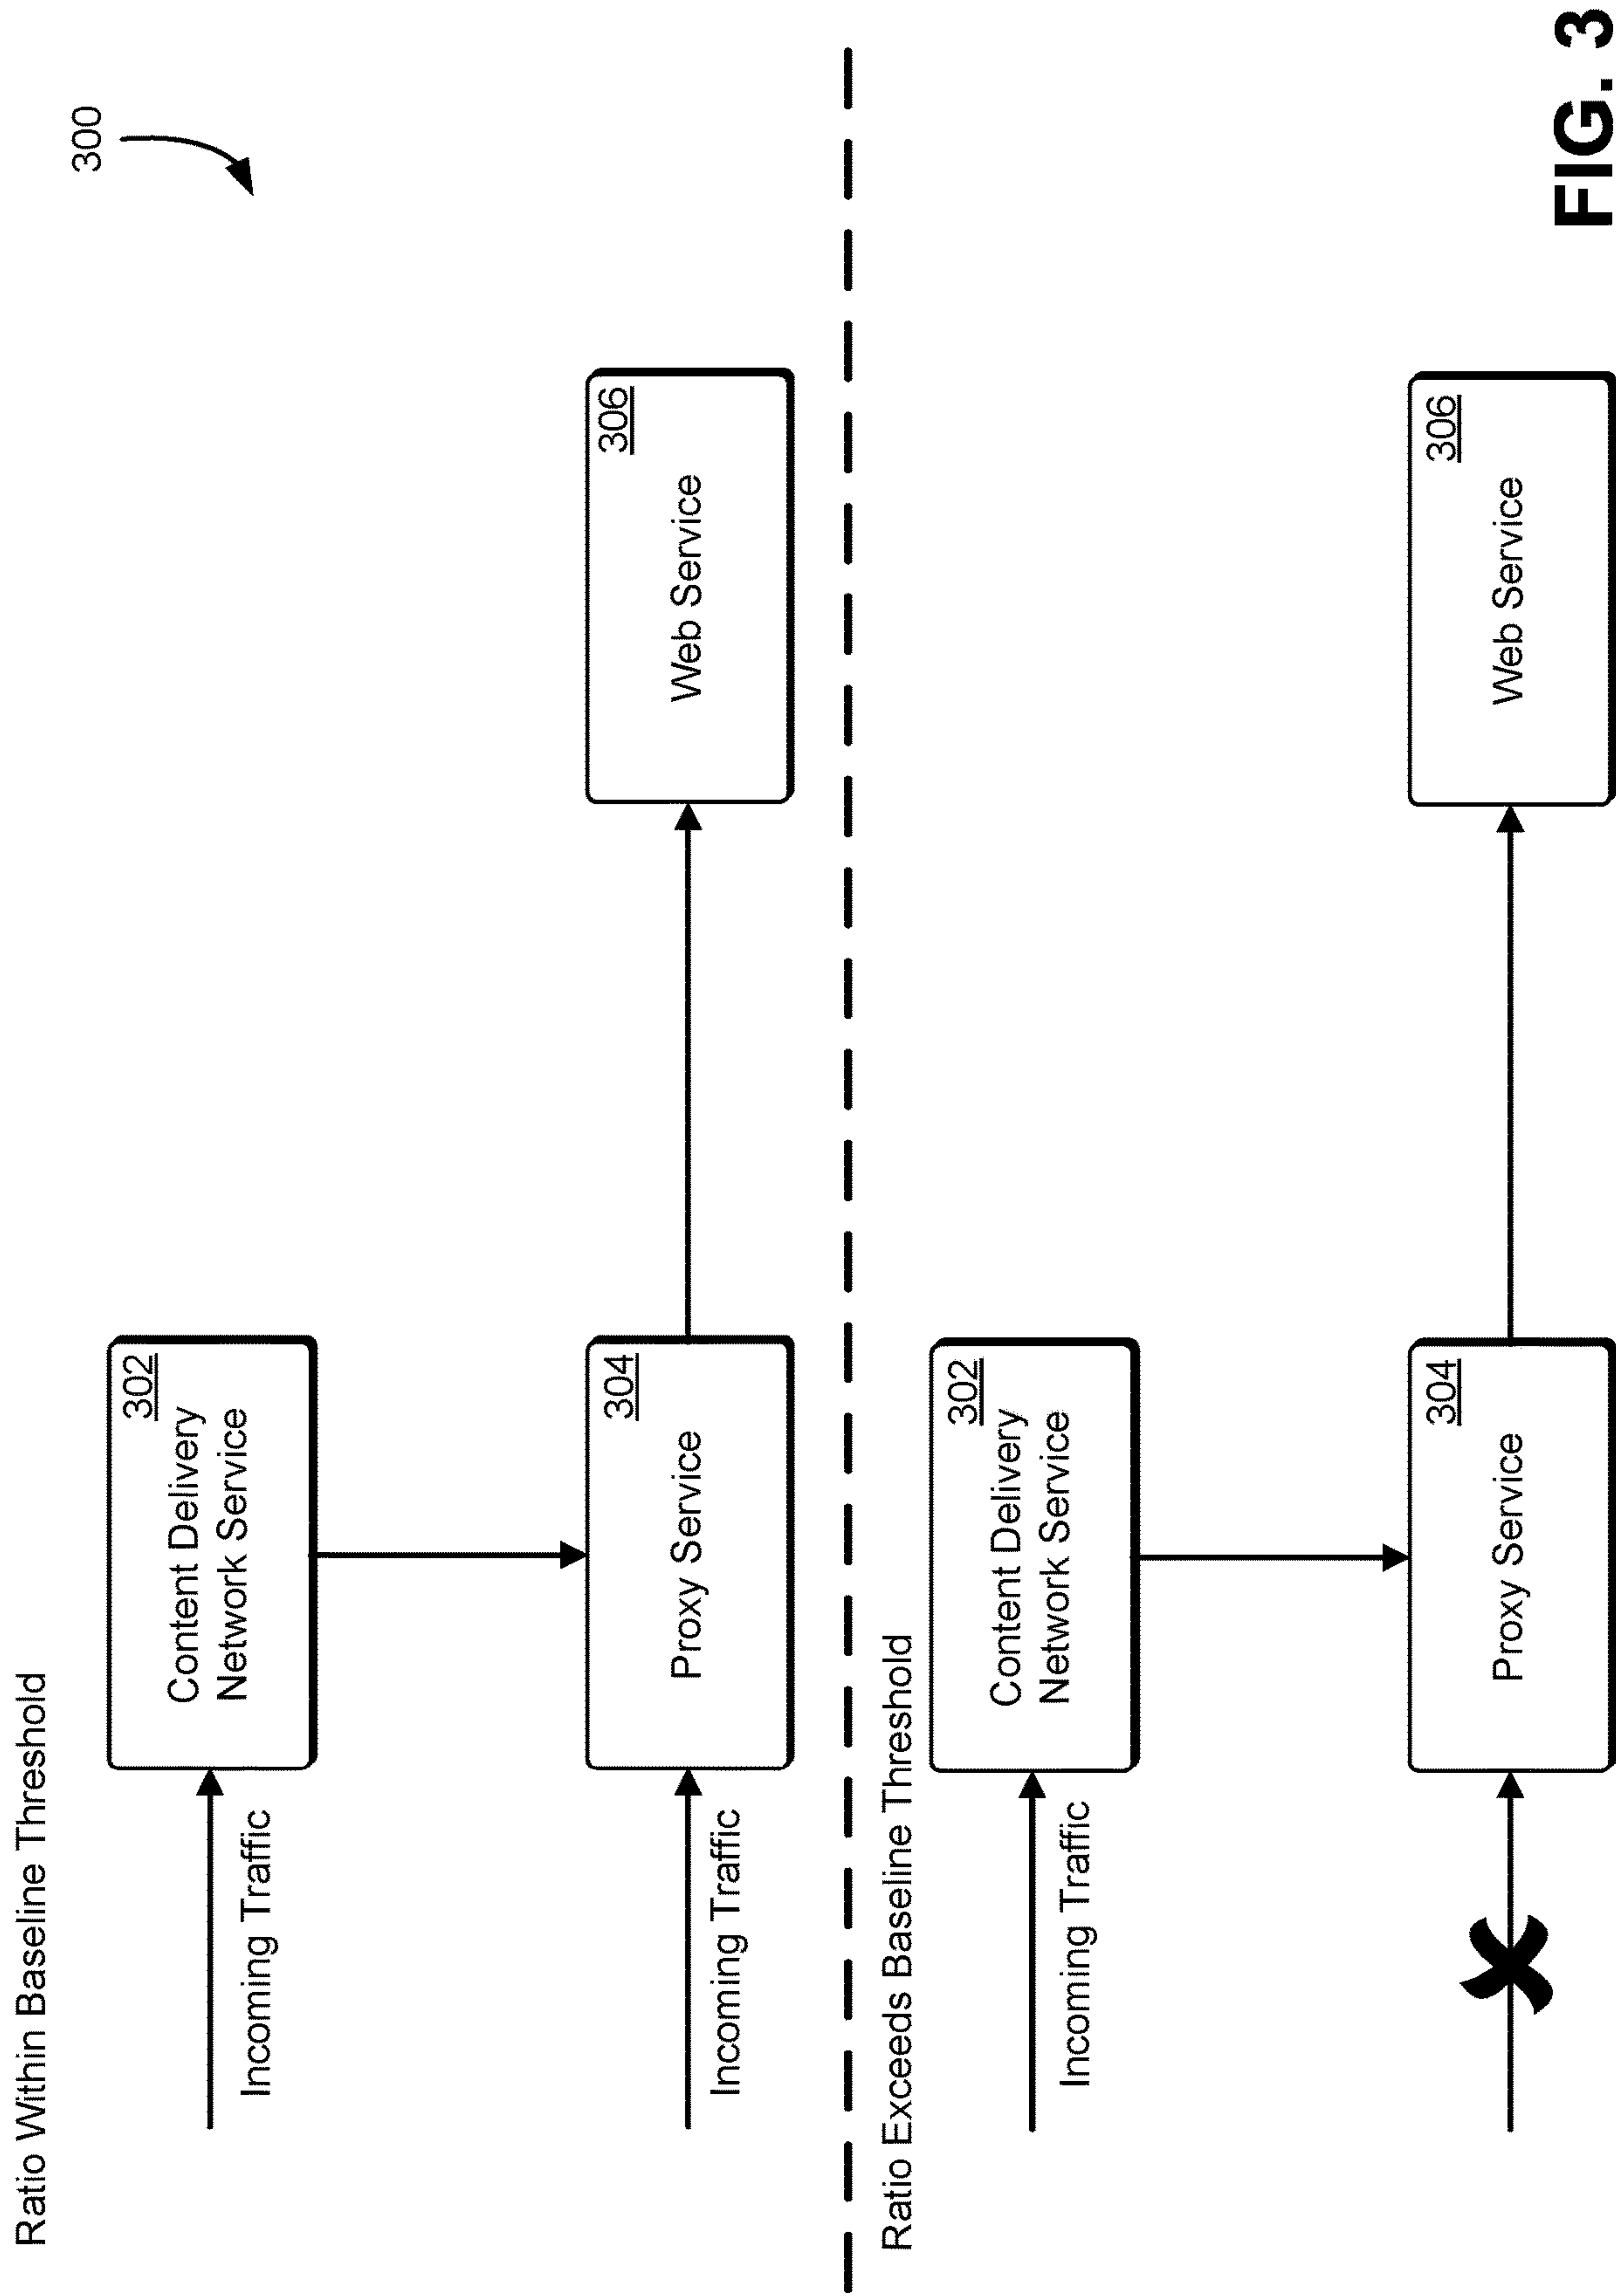 300
Ratio Within Baseline Threshold
Incoming Traffic
302
Content Delivery
Network Service
Incoming Traffic
304
Proxy Service
306
Web Service
Ratio Exceeds Baseline Threshold
Incoming Traffic
302
Content Delivery
Network Service
304
Proxy Service
306
Web Service
FIG. 3